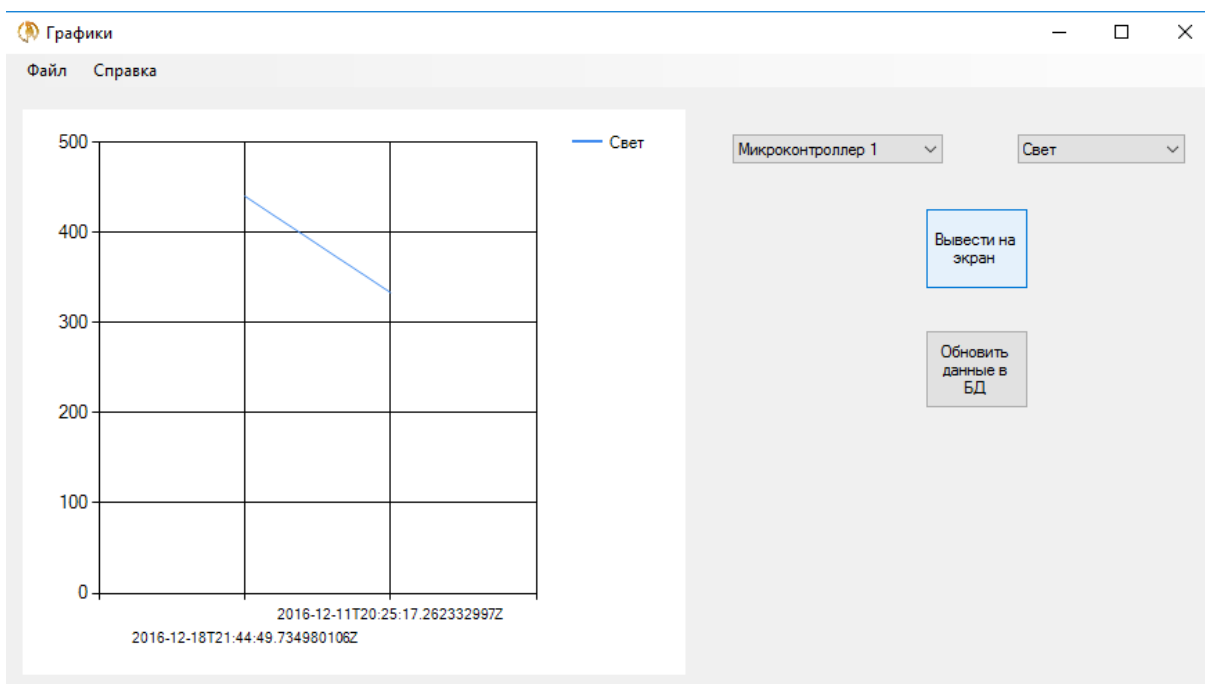 Графики
Файл Справка
500
400
300
200
100
0
2016-12-11T20:25:17.262332997Z
2016-12-18T21:44:49.734980106Z
Свет
Микроконтроллер 1
Свет
Вывести на
экран
Обновить
данные в
БД